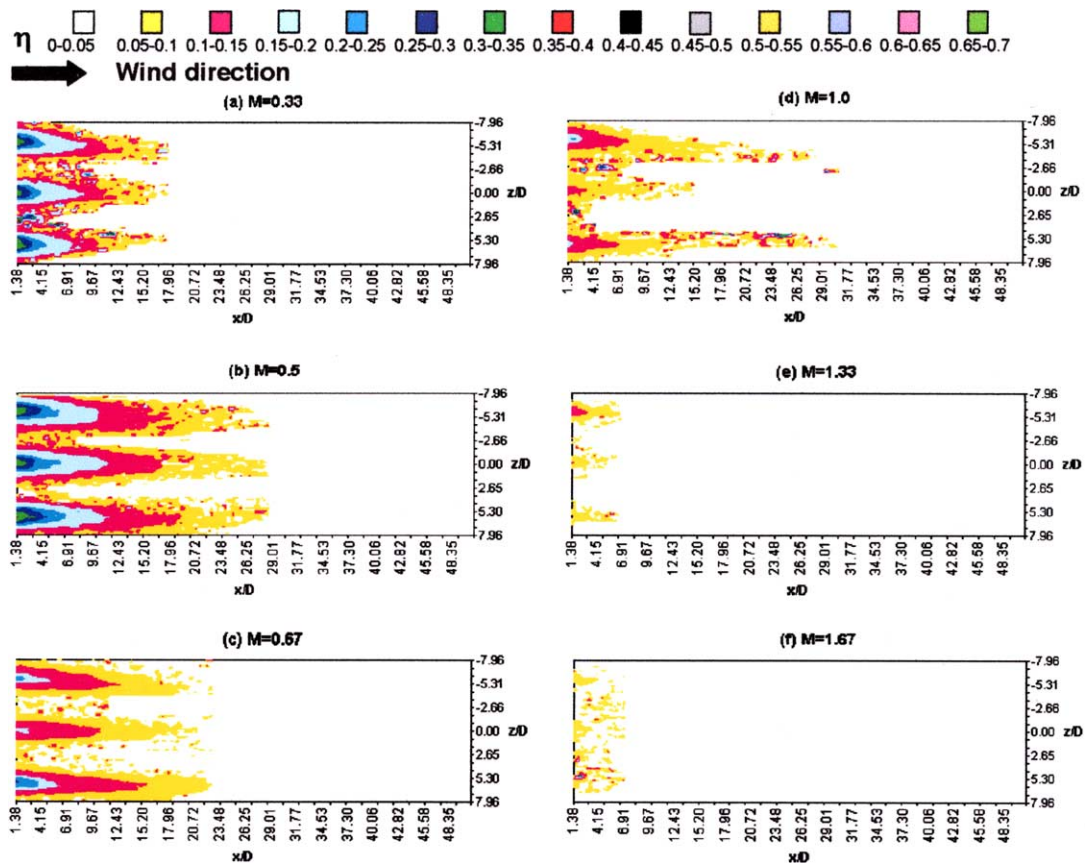 η 0-0.05 0.05-0.1 0.1-0.15 0.15-0.2 0.2-0.25 0.25-0.3 0.3-0.35 0.35-0.4 0.4-0.45 0.45-0.5 0.5-0.55 0.55-0.6 0.6-0.65 0.65-0.7
Wind direction
(a) M=0.33
-7.96
-5.31
-2.66
0.00 z/D
2.65
5.30
7.96
1.38 4.15 6.91 9.67 12.43 15.20 17.96 20.72 23.48 26.25 29.01 31.77 34.53 37.30 40.06 42.82 45.58 48.35
x/D
(d) M=1.0
-7.96
-5.31
-2.66
0.00 z/D
2.65
5.30
7.96
1.38 4.15 6.91 9.67 12.43 15.20 17.96 20.72 23.48 26.25 29.01 31.77 34.53 37.30 40.06 42.82 45.58 48.35
x/D
(b) M=0.5
-7.96
-5.31
-2.66
0.00 z/D
2.65
5.30
7.96
1.38 4.15 6.91 9.67 12.43 15.20 17.96 20.72 23.48 26.25 29.01 31.77 34.53 37.30 40.06 42.82 45.58 48.35
x/D
(e) M=1.33
-7.96
-5.31
-2.66
0.00 z/D
2.65
5.30
7.96
1.38 4.15 6.91 9.67 12.43 15.20 17.96 20.72 23.48 26.25 29.01 31.77 34.53 37.30 40.06 42.82 45.58 48.35
x/D
(c) M=0.67
-7.96
-5.31
-2.66
0.00 z/D
2.65
5.30
7.96
1.38 4.15 6.91 9.67 12.43 15.20 17.96 20.72 23.48 26.25 29.01 31.77 34.53 37.30 40.06 42.82 45.58 48.35
x/D
(f) M=1.67
-7.96
-5.31
-2.66
0.00 z/D
2.65
5.30
7.96
1.38 4.15 6.91 9.67 12.43 15.20 17.96 20.72 23.48 26.25 29.01 31.77 34.53 37.30 40.06 42.82 45.58 48.35
x/D